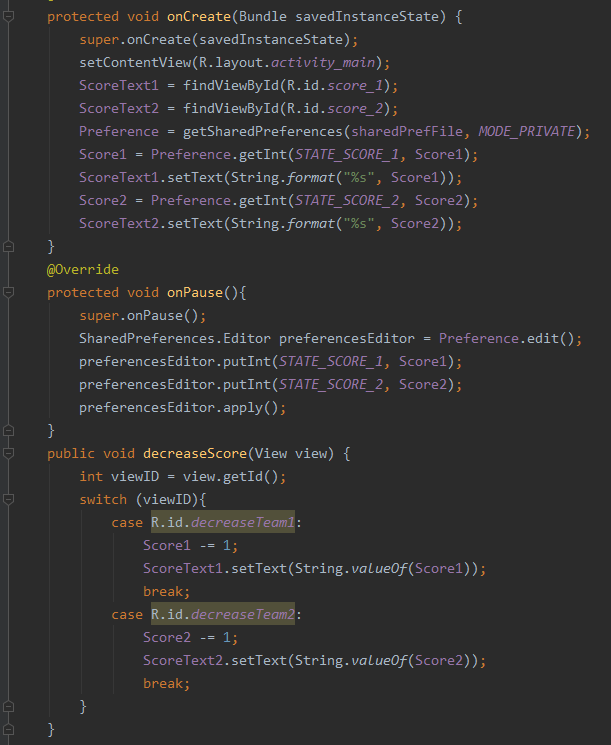 protected void onCreate(Bundle savedInstanceState) {
    super.onCreate(savedInstanceState);
    setContentView(R.layout.activity_main);
    ScoreText1 = findViewById(R.id.score_1);
    ScoreText2 = findViewById(R.id.score_2);
    Preference = getSharedPreferences(sharedPrefFile, MODE_PRIVATE);
    Score1 = Preference.getInt(STATE_SCORE_1, Score1);
    ScoreText1.setText(String.format("%s", Score1));
    Score2 = Preference.getInt(STATE_SCORE_2, Score2);
    ScoreText2.setText(String.format("%s", Score2));
}
@Override
protected void onPause(){
    super.onPause();
    SharedPreferences.Editor preferencesEditor = Preference.edit();
    preferencesEditor.putInt(STATE_SCORE_1, Score1);
    preferencesEditor.putInt(STATE_SCORE_2, Score2);
    preferencesEditor.apply();
}
public void decreaseScore(View view) {
    int viewID = view.getId();
    switch (viewID){
        case R.id.decreaseTeam1:
            Score1 -= 1;
            ScoreText1.setText(String.valueOf(Score1));
            break;
        case R.id.decreaseTeam2:
            Score2 -= 1;
            ScoreText2.setText(String.valueOf(Score2));
            break;
    }
}